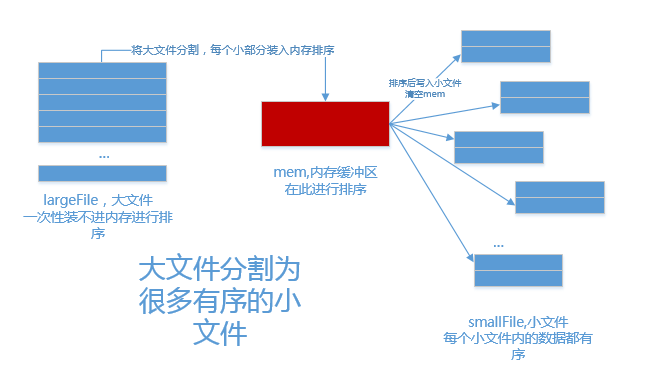 将大文件分割，每个小部分装入内存排序
排序后写入小文件
清空mem
...
mem,内存缓冲区
在此进行排序
largeFile，大文件
一次性装不进内存进行排
序
大文件分割为
很多有序的小
文件
...
smallFile,小文件
每个小文件内的数据都有
序